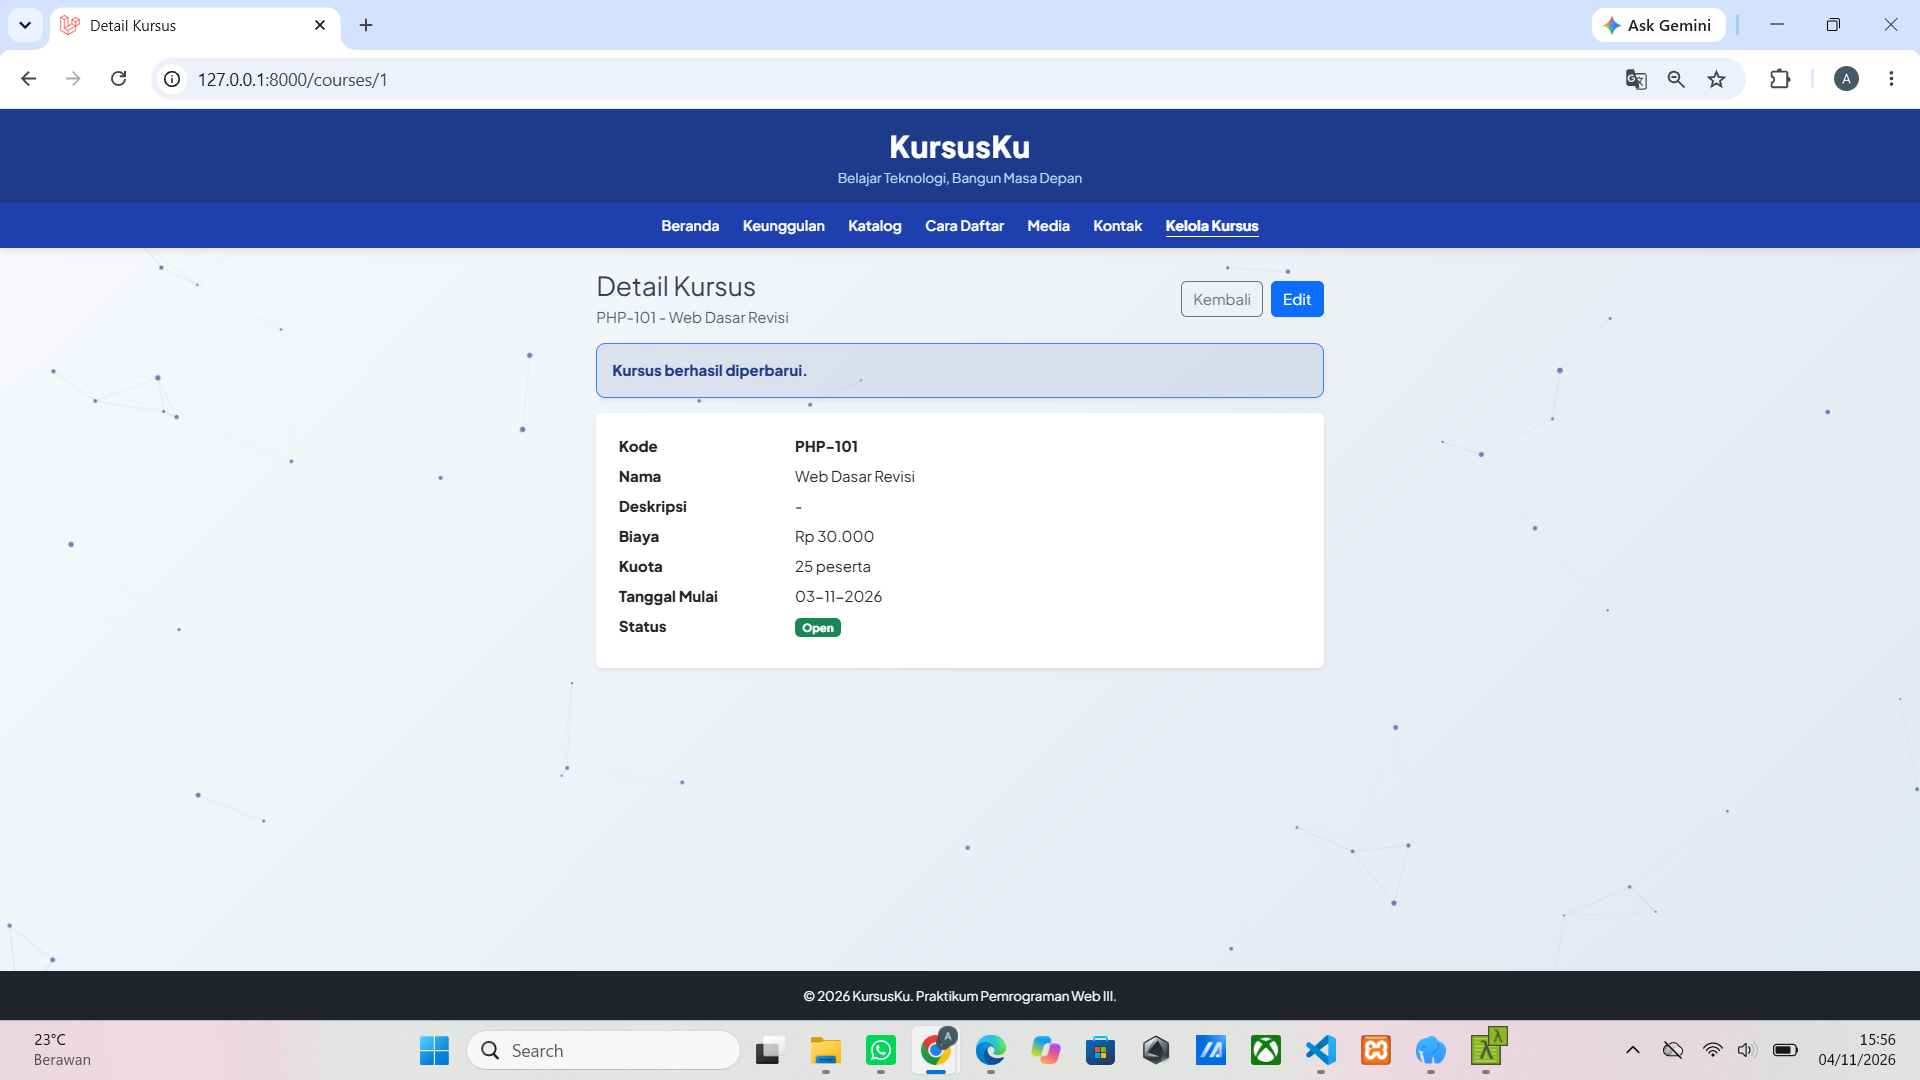 Detail Kursus
Ask Gemini
127.0.0.1:8000/courses/1
A
KursusKu
Belajar Teknologi, Bangun Masa Depan
Beranda Keunggulan Katalog Cara Daftar Media Kontak Kelola Kursus
Detail Kursus
PHP-101 - Web Dasar Revisi
Kembali Edit
Kursus berhasil diperbarui.
Kode PHP-101
Nama Web Dasar Revisi
Deskripsi -
Biaya Rp 30.000
Kuota 25 peserta
Tanggal Mulai 03-11-2026
Status Open
© 2026 KursusKu. Praktikum Pemrograman Web III.
23°C
Berawan
Search
A
15:56
04/11/2026